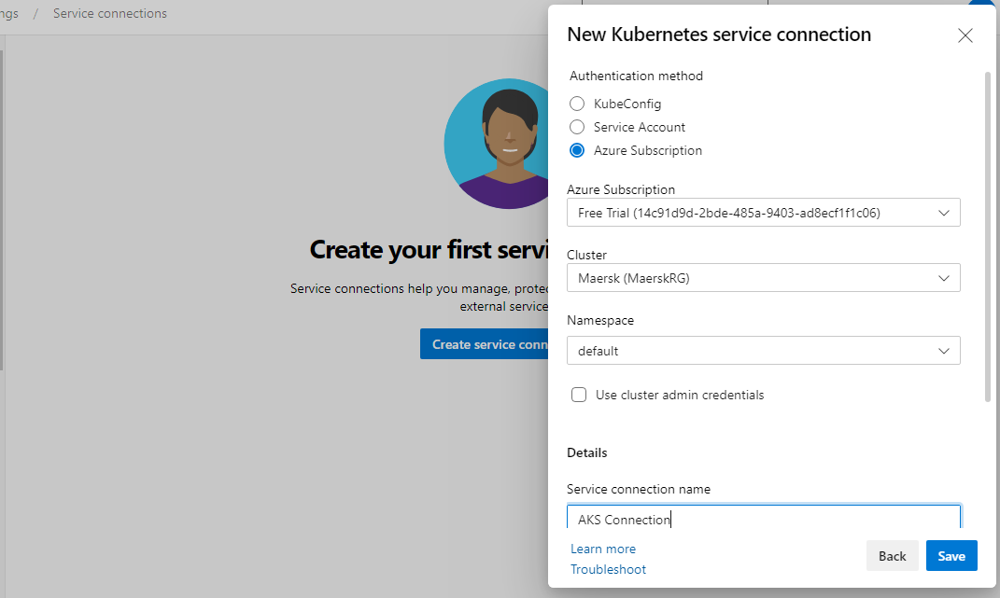 ngs / Service connections
Create your first servi
Service connections help you manage, protec
external service
Create service conn
New Kubernetes service connection
Authentication method
KubeConfig
Service Account
Azure Subscription
Azure Subscription
Free Trial (14c91d9d-2bde-485a-9403-ad8ecf1f1c06)
Cluster
Maersk (MaerskRG)
Namespace
default
Use cluster admin credentials
Details
Service connection name
AKS Connection
Learn more
Troubleshoot
Back
Save